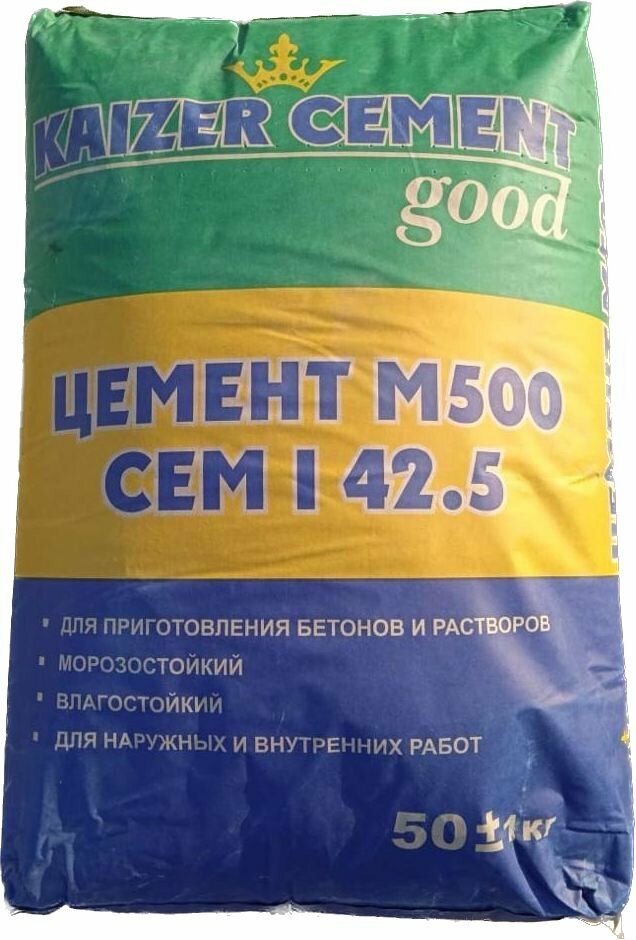 KAIZER CEMENT
good
ЦЕМЕНТ М500
CEM I 42.5
▪ ДЛЯ ПРИГОТОВЛЕНИЯ БЕТОНОВ И РАСТВОРОВ
▪ МОРОЗОСТОЙКИЙ
▪ ВЛАГОСТОЙКИЙ
▪ ДЛЯ НАРУЖНЫХ И ВНУТРЕННИХ РАБОТ
50±1кг